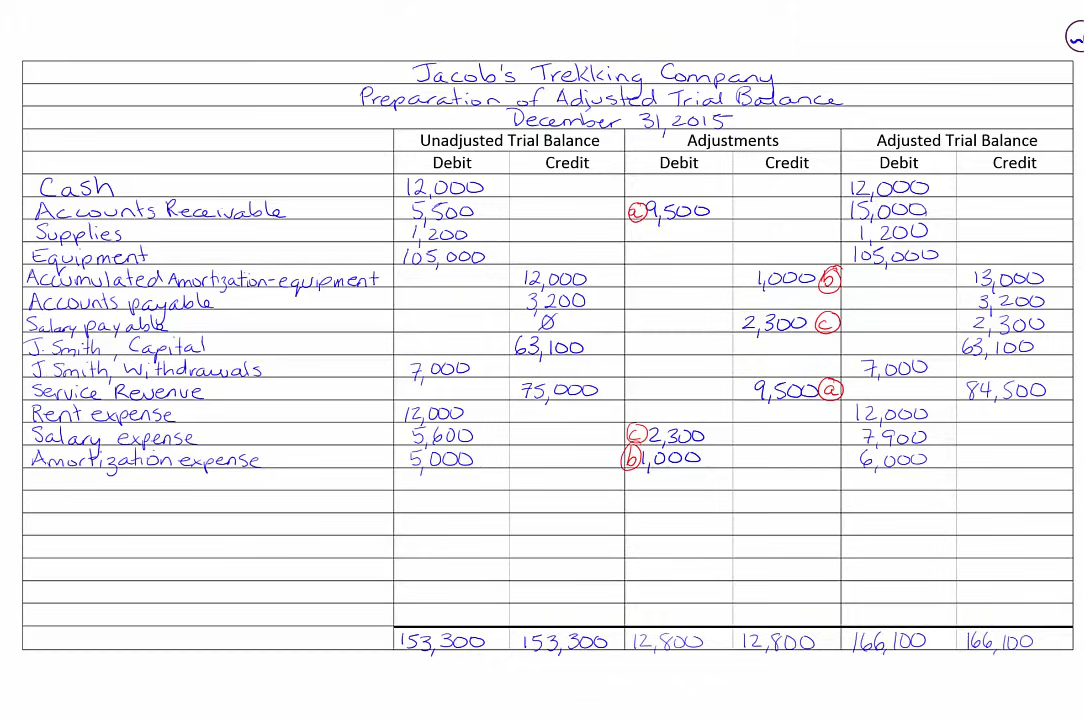 Jacob's Trekking Company
Preparation of Adjusted Trial Balance
December 31, 2015
Unadjusted Trial Balance Adjustments Adjusted Trial Balance
Debit Credit Debit Credit Debit Credit
Cash 12,000 12,000
Accounts Receivable 5,500 a 9,500 15,000
Supplies 1,200 1,200
Equipment 105,000 105,000
Accumulated Amortization-equipment 12,000 1,000 b 13,000
Accounts payable 3,200 3,200
Salary payable Ø 2,300 c 2,300
J. Smith, Capital 63,100 63,100
J Smith, Withdrawals 7,000 7,000
Service Revenue 75,000 9,500 a 84,500
Rent expense 12,000 12,000
Salary expense 5,600 c 2,300 7,900
Amortization expense 5,000 b 1,000 6,000
153,300 153,300 12,800 12,800 166,100 166,100